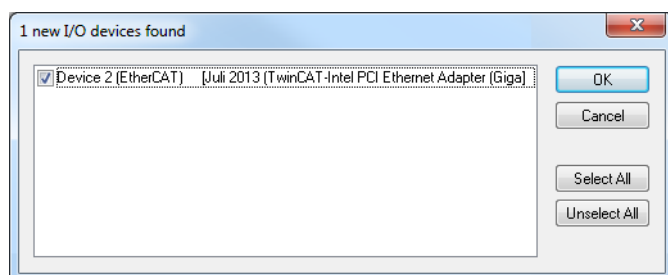 1 new I/O devices found
Device 2 (EtherCAT) [Juli 2013 (TwinCAT-Intel PCI Ethernet Adapter (Giga]
OK
Cancel
Select All
Unselect All